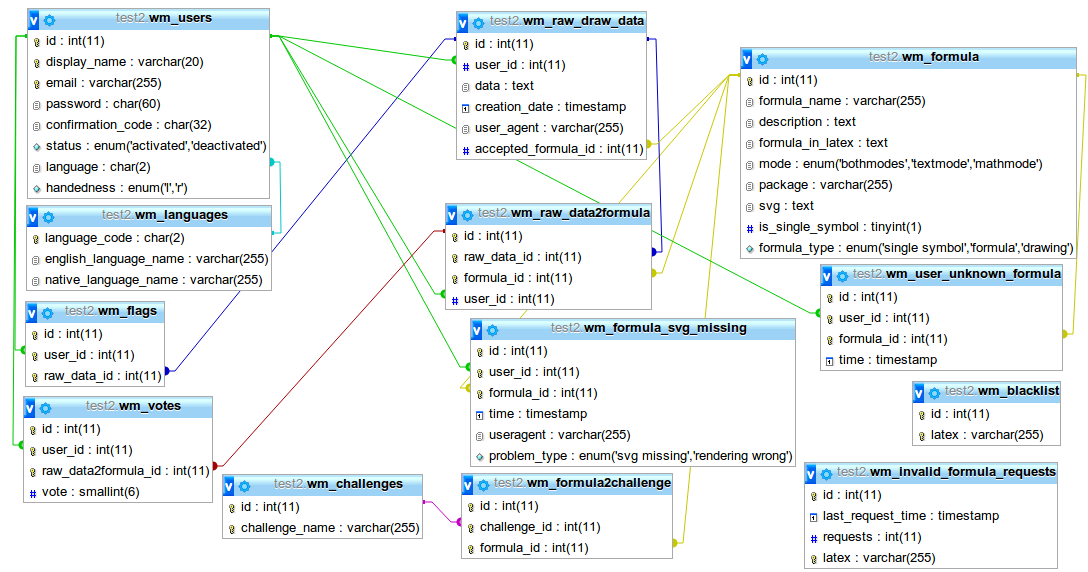 test2.wm_users
id : int(11)
display_name : varchar(20)
email : varchar(255)
password : char(60)
confirmation_code : char(32)
status : enum('activated','deactivated')
language : char(2)
handedness : enum('l','r')
test2.wm_languages
language_code : char(2)
english_language_name : varchar(255)
native_language_name : varchar(255)
test2.wm_flags
id : int(11)
user_id : int(11)
raw_data_id : int(11)
test2.wm_votes
id : int(11)
user_id : int(11)
raw_data2formula_id : int(11)
vote : smallint(6)
test2.wm_challenges
id : int(11)
challenge_name : varchar(255)
test2.wm_raw_draw_data
id : int(11)
user_id : int(11)
data : text
creation_date : timestamp
user_agent : varchar(255)
accepted_formula_id : int(11)
test2.wm_raw_data2formula
id : int(11)
raw_data_id : int(11)
formula_id : int(11)
user_id : int(11)
test2.wm_formula_svg_missing
id : int(11)
user_id : int(11)
formula_id : int(11)
time : timestamp
useragent : varchar(255)
problem_type : enum('svg missing','rendering wrong')
test2.wm_formula2challenge
id : int(11)
challenge_id : int(11)
formula_id : int(11)
test2.wm_formula
id : int(11)
formula_name : varchar(255)
description : text
formula_in_latex : text
mode : enum('bothmodes','textmode','mathmode')
package : varchar(255)
svg : text
is_single_symbol : tinyint(1)
formula_type : enum('single symbol','formula','drawing')
test2.wm_user_unknown_formula
id : int(11)
user_id : int(11)
formula_id : int(11)
time : timestamp
test2.wm_blacklist
id : int(11)
latex : varchar(255)
test2.wm_invalid_formula_requests
id : int(11)
last_request_time : timestamp
requests : int(11)
latex : varchar(255)